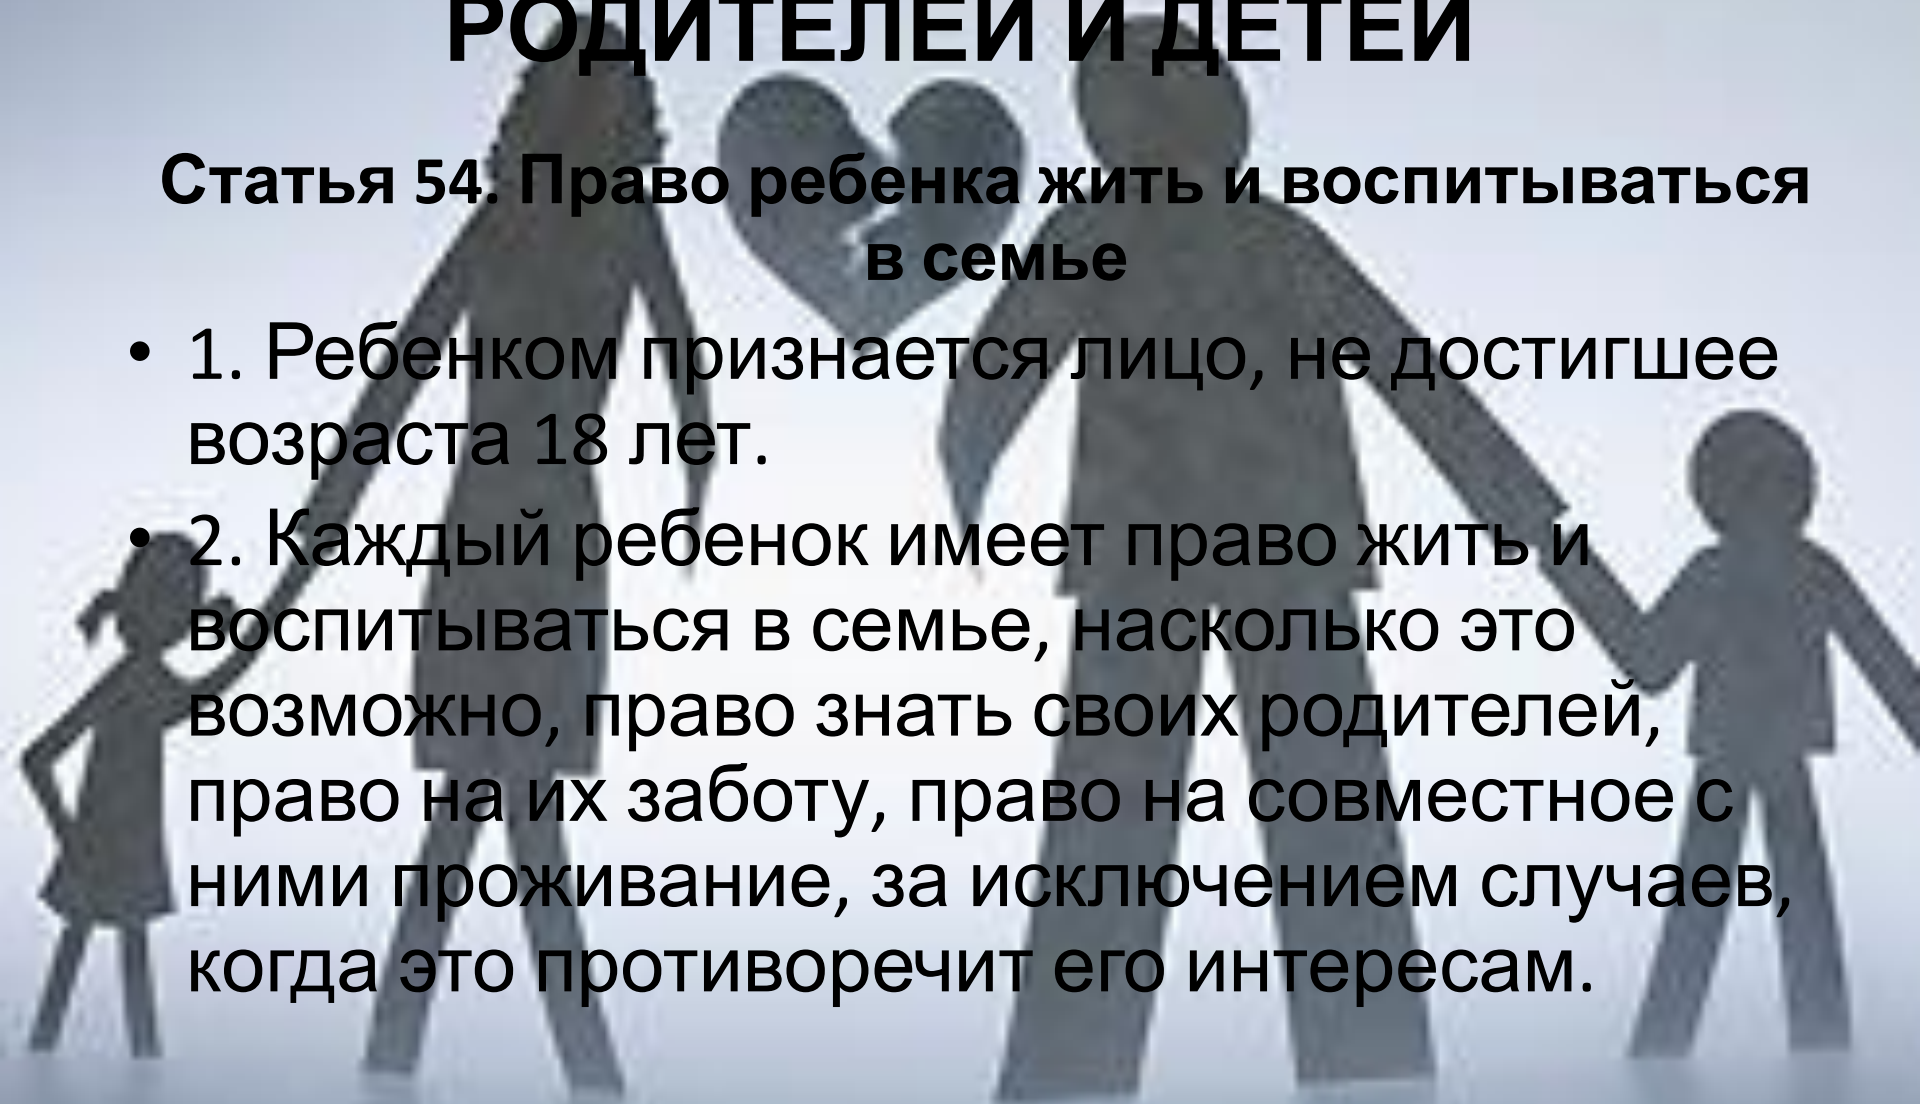 РОДИТЕЛЕЙ И ДЕТЕЙ
Статья 54. Право ребенка жить и воспитываться
в семье
• 1. Ребенком признается лицо, не достигшее
возраста 18 лет.
• 2. Каждый ребенок имеет право жить и
воспитываться в семье, насколько это
возможно, право знать своих родителей,
право на их заботу, право на совместное с
ними проживание, за исключением случаев,
когда это противоречит его интересам.